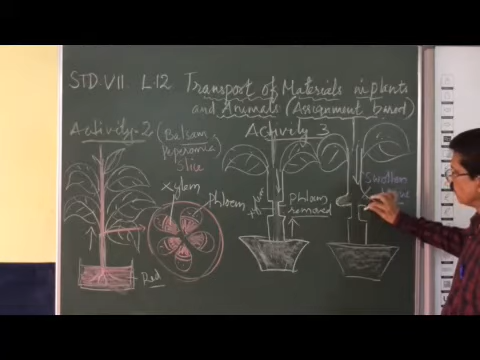 STD.VII. L.12 Transport of Materials in plants
and Animals (Assignment based)
Activity-2
(Balsam
Peperomia
Slice
Xylem
Phloem
Red
Activity 3
Phloem
removed
Swollen